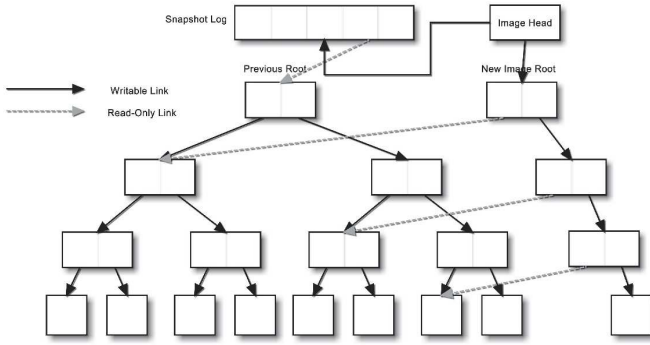 Snapshot Log
Image Head
Previous Root
New Image Root
Writable Link
Read-Only Link